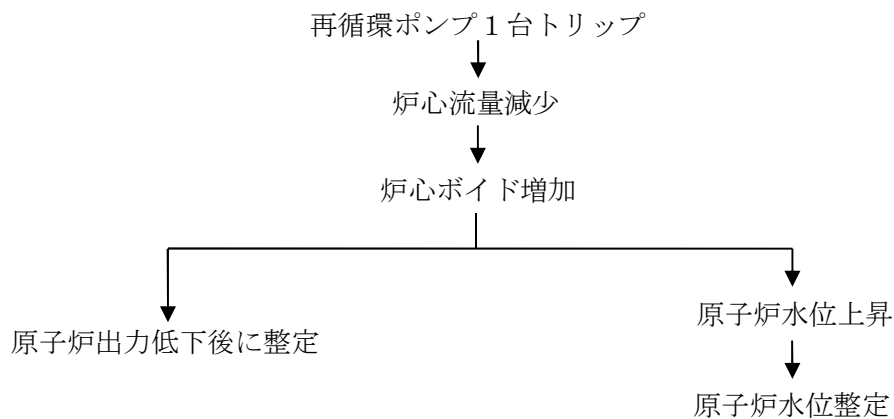 再循環ポンプ１台トリップ
炉心流量減少
炉心ボイド増加
原子炉出力低下後に整定
原子炉水位上昇
原子炉水位整定